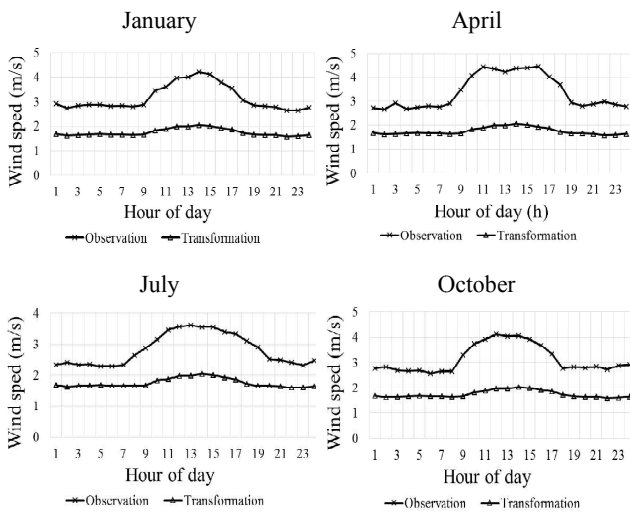 January
April
Wind sped (m/s)
5
4
3
2
1
0
1 3 5 7 9 11 13 15 17 19 21 23
Hour of day
Observation Transformation
Wind sped (m/s)
5
4
3
2
1
0
1 3 5 7 9 11 13 15 17 19 21 23
Hour of day (h)
Observation Transformation
July
October
Wind sped (m/s)
4
3
2
1
0
1 3 5 7 9 11 13 15 17 19 21 23
Hour of day
Observation Transformation
Wind sped (m/s)
5
4
3
2
1
0
1 3 5 7 9 11 13 15 17 19 21 23
Hour of day
Observation Transformation